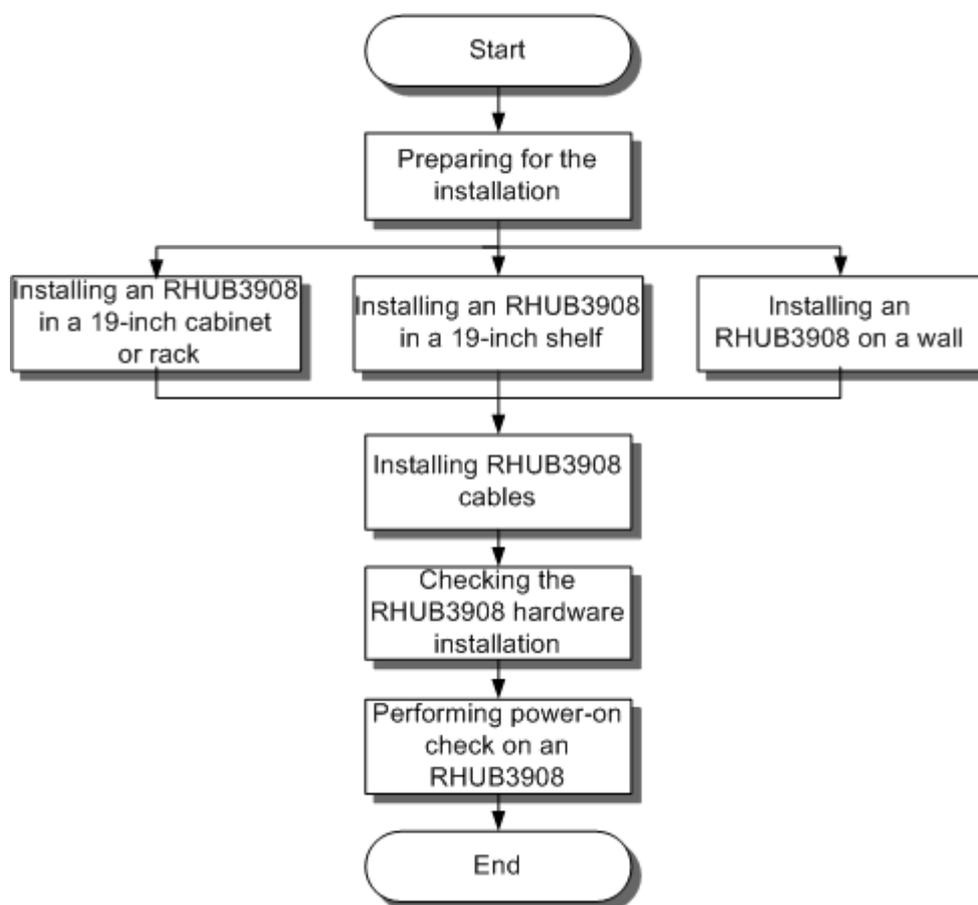 Start
Preparing for the
installation
Installing an RHUB3908
in a 19-inch cabinet
or rack
Installing an RHUB3908
in a 19-inch shelf
Installing an
RHUB3908 on a wall
Installing RHUB3908
cables
Checking the
RHUB3908 hardware
installation
Performing power-on
check on an
RHUB3908
End